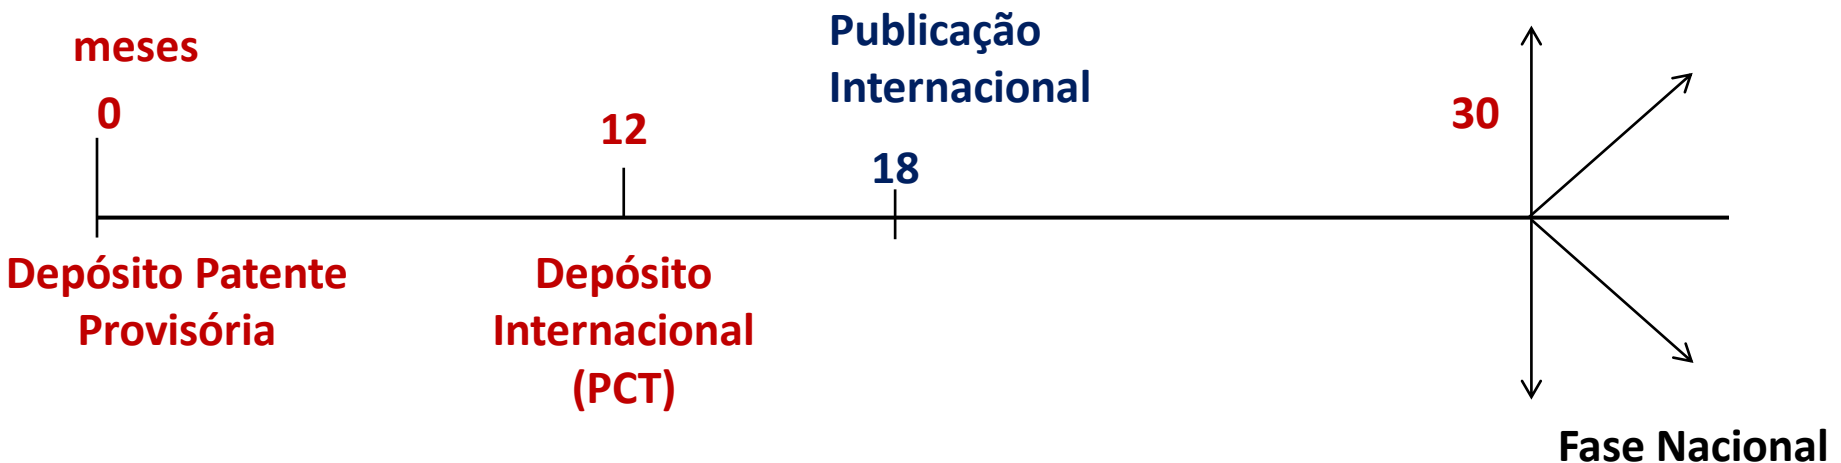 meses
0
Depósito Patente
Provisória
12
Depósito
Internacional
(PCT)
Publicação
Internacional
18
30
Fase Nacional